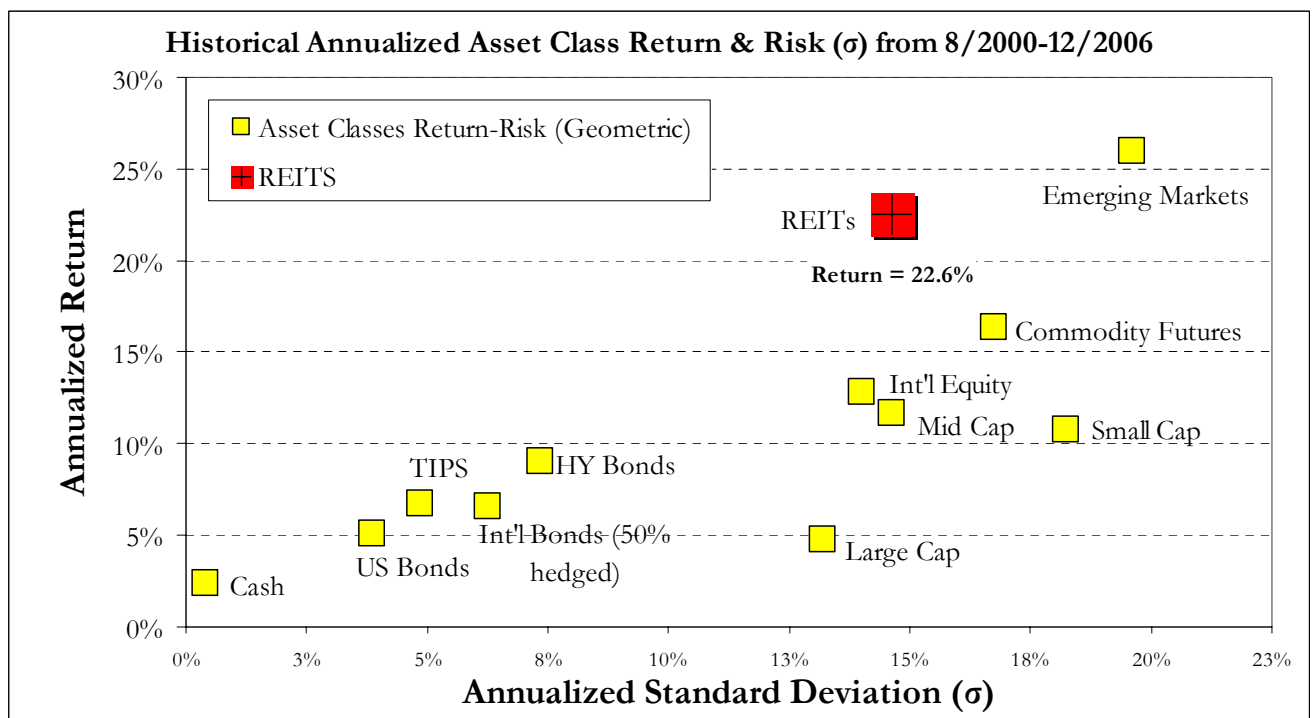 Historical Annualized Asset Class Return & Risk (σ) from 8/2000-12/2006
30%
25%
20%
15%
10%
5%
0%
Annualized Return
Asset Classes Return-Risk (Geometric)
REITS
Emerging Markets
REITs
Return = 22.6%
Commodity Futures
Int'l Equity
Mid Cap
Small Cap
TIPS
HY Bonds
Int'l Bonds (50%
hedged)
US Bonds
Large Cap
Cash
0% 3% 5% 8% 10% 13% 15% 18% 20% 23%
Annualized Standard Deviation (σ)